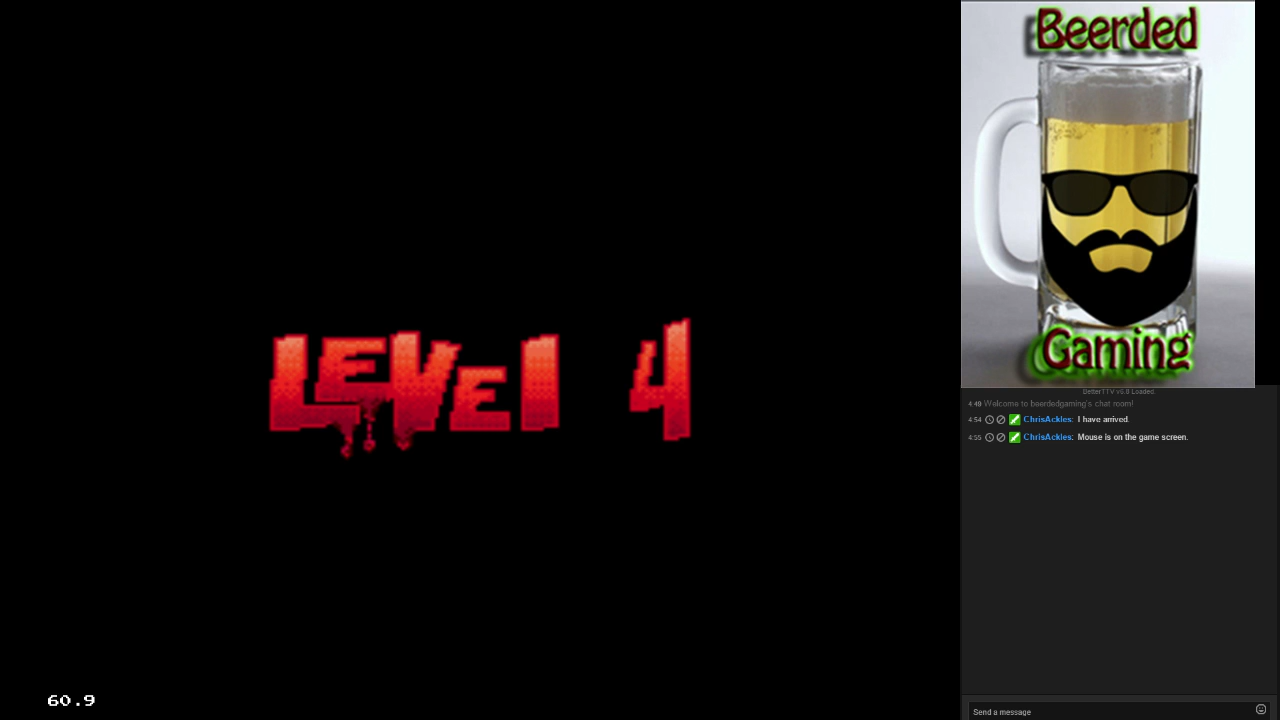 Beerded
Gaming
BetterTTV v6.8 Loaded.
4:48 Welcome to beerdedgaming's chat room!
4:54 ChrisAckles: I have arrived.
4:55 ChrisAckles: Mouse is on the game screen.
LEVEL 4
60.9
Send a message